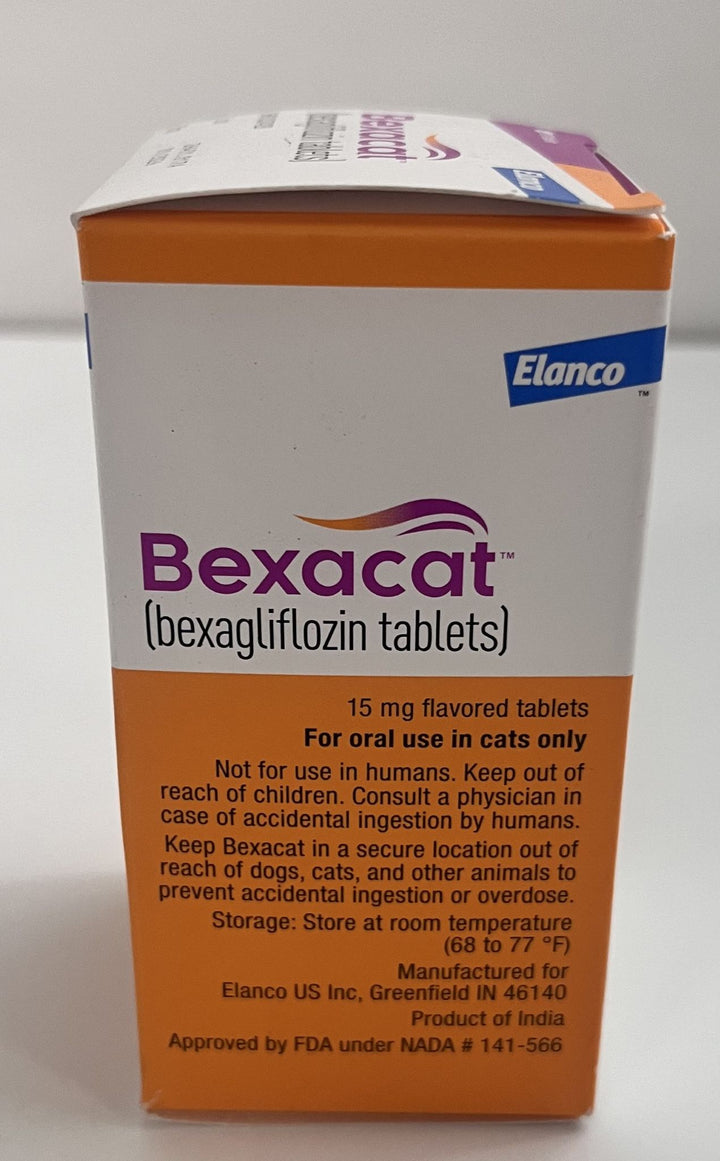 Bexacat
Elanco
Elanco
™
Bexacat™
(bexagliflozin tablets)
15 mg flavored tablets
For oral use in cats only
Not for use in humans. Keep out of
reach of children. Consult a physician in
case of accidental ingestion by humans.
Keep Bexacat in a secure location out of
reach of dogs, cats, and other animals to
prevent accidental ingestion or overdose.
Storage: Store at room temperature
(68 to 77 °F)
Manufactured for
Elanco US Inc, Greenfield IN 46140
Product of India
Approved by FDA under NADA # 141-566